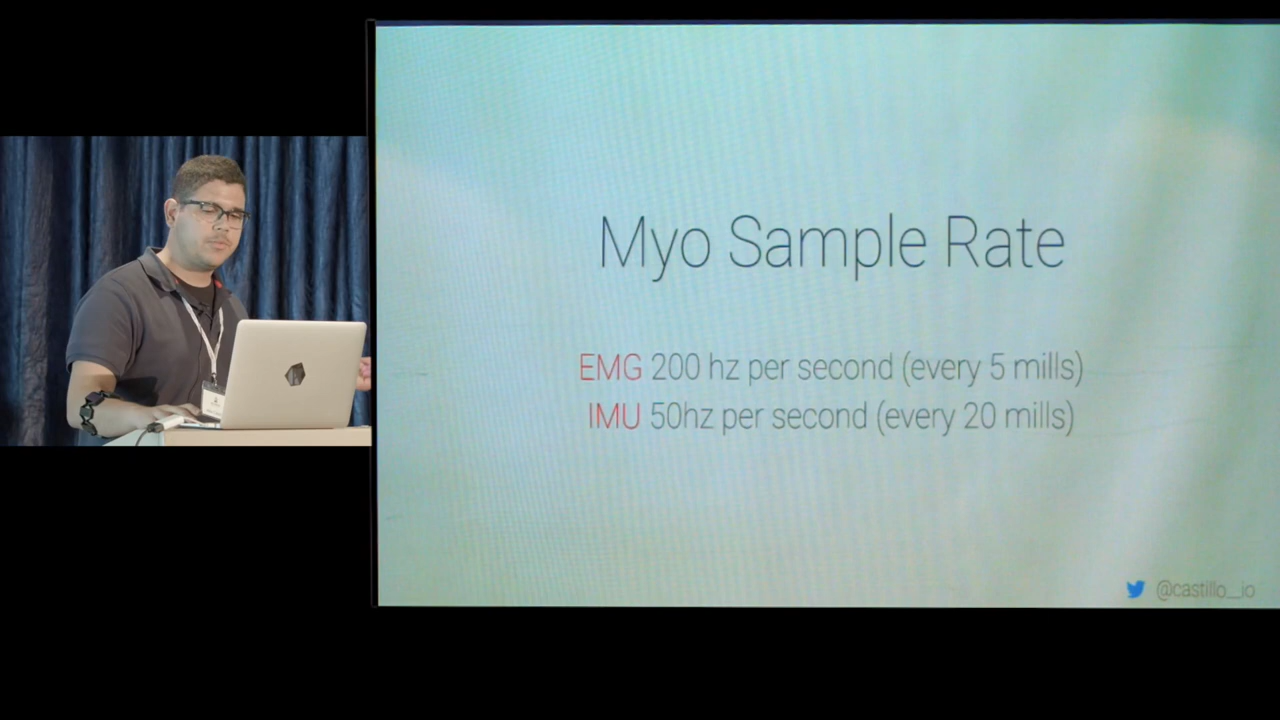 Myo Sample Rate
EMG 200 hz per second (every 5 mills)
IMU 50hz per second (every 20 mills)
@castillo__io